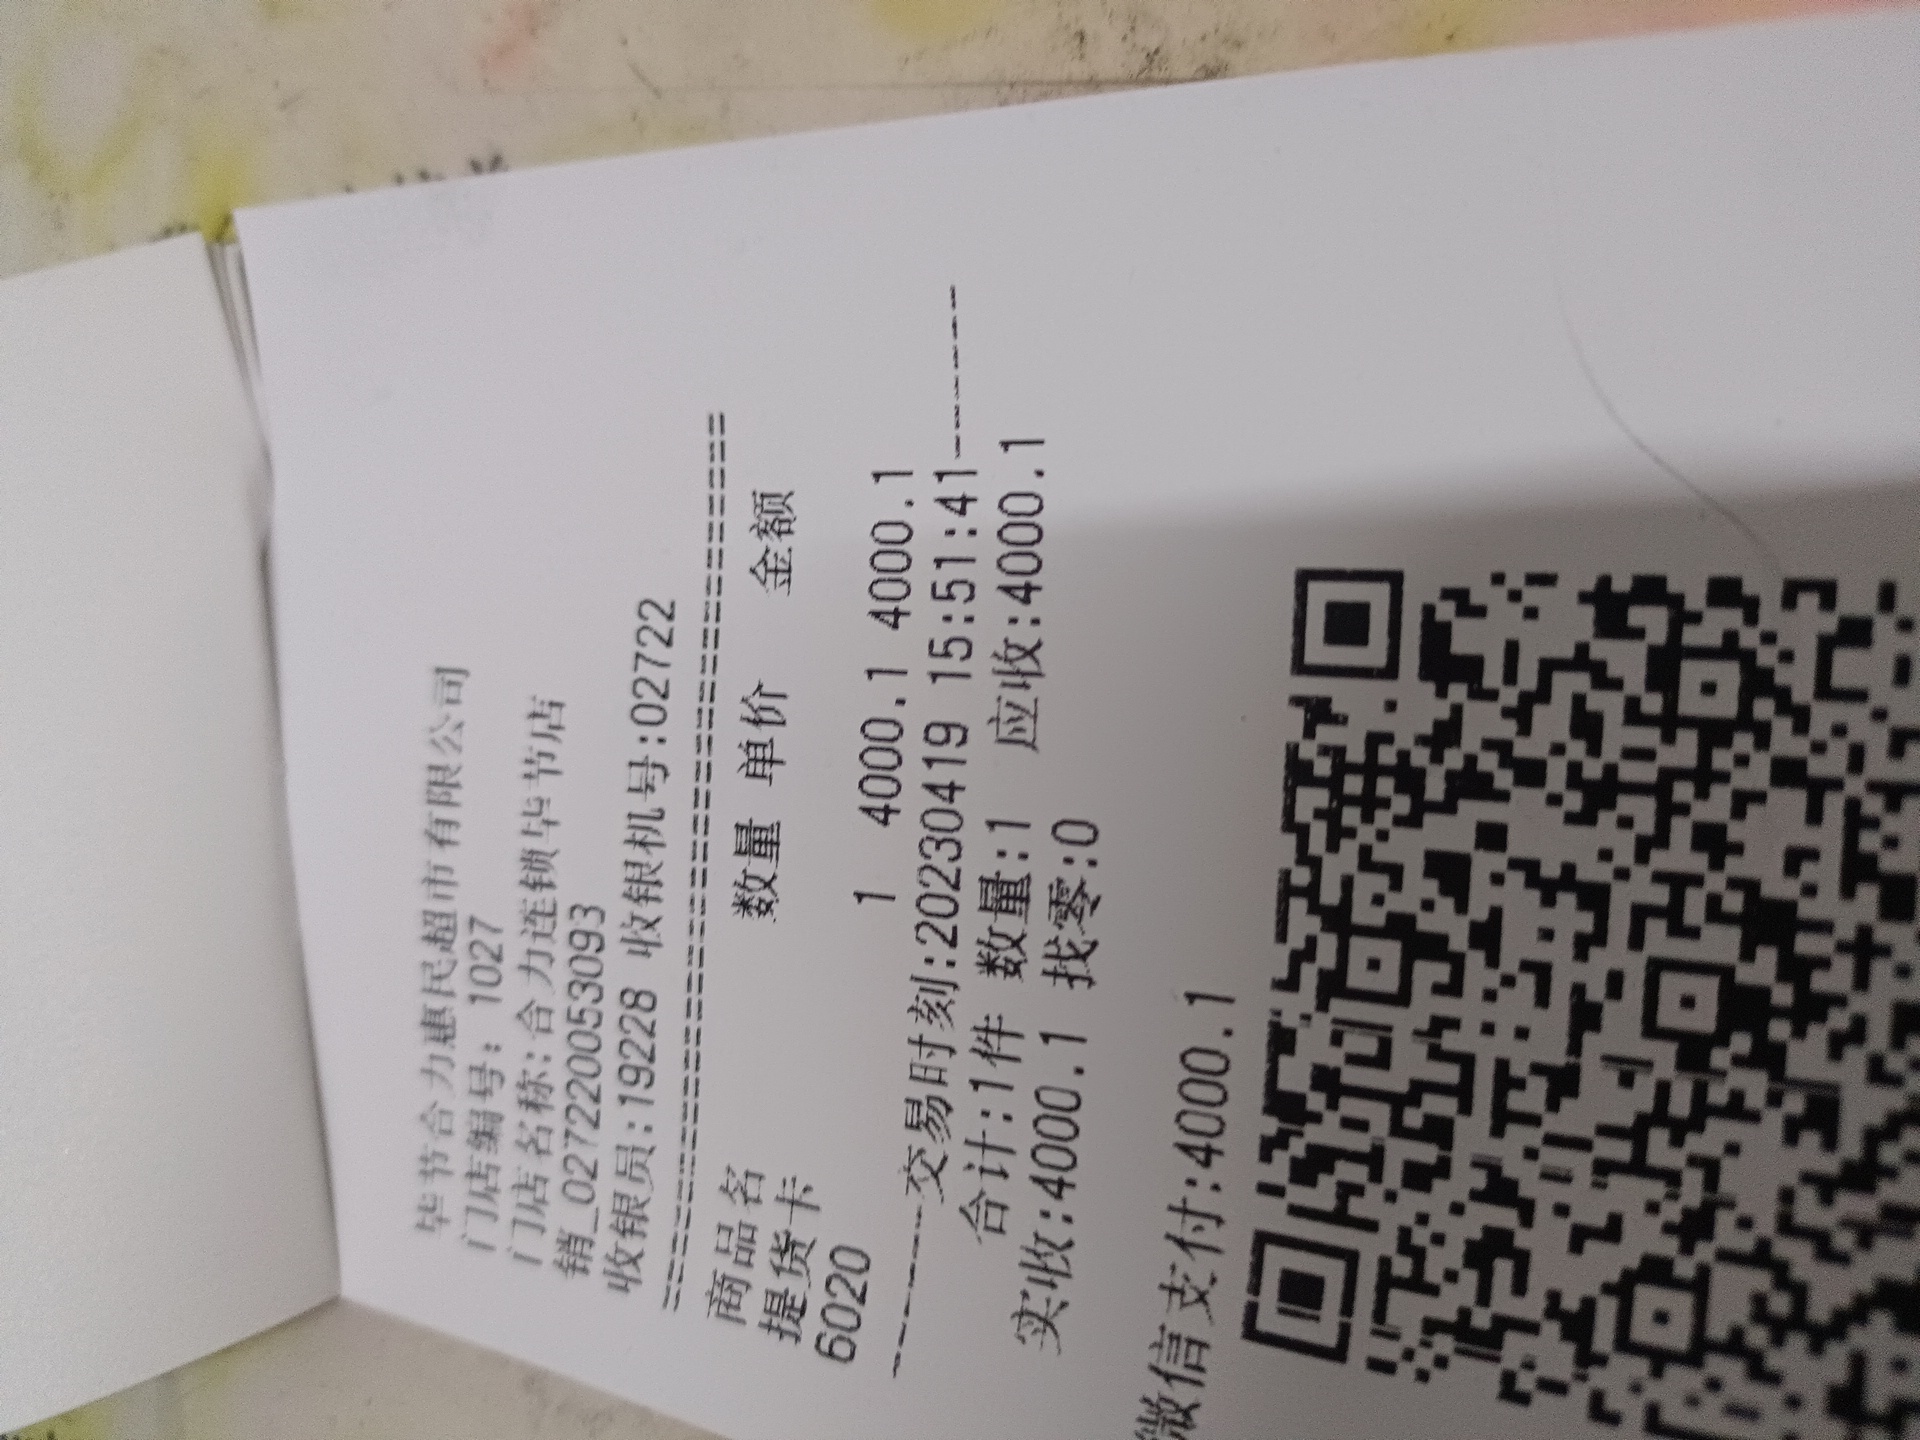 毕节合力惠民超市有限公司
门店编号: 1027
门店名称:合力连锁毕节店
销_027220053093
收银员:19228 收银机号:02722
================================
商品名 数量 单价 金额
提货卡
6020 1 4000.1 4000.1
------交易时刻:20230419 15:51:41------
合计:1件 数量:1 应收:4000.1
实收:4000.1 找零:0
微信支付:4000.1